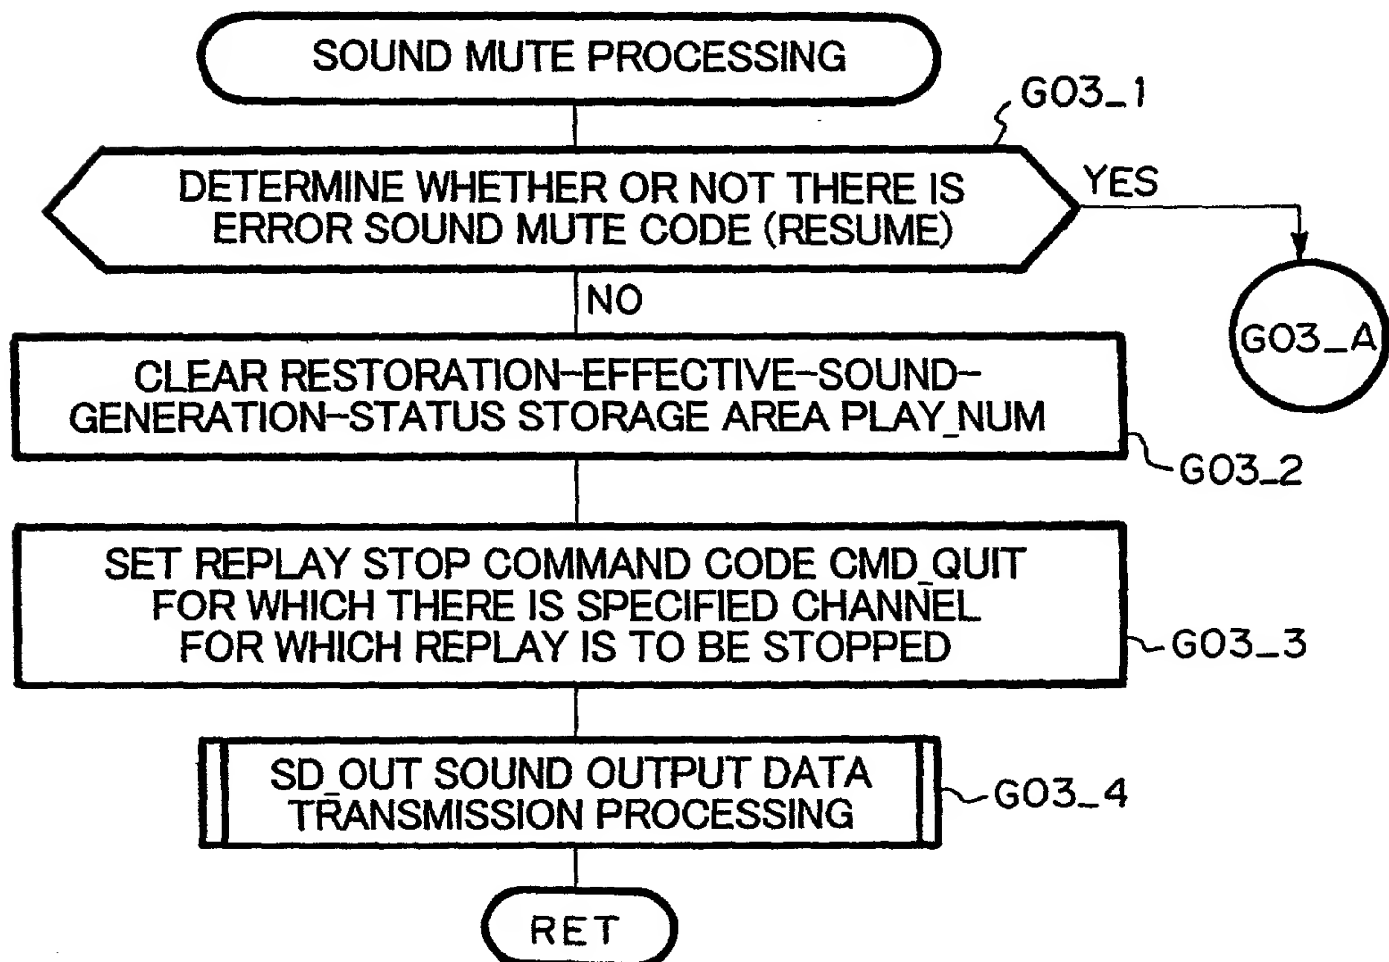 SOUND MUTE PROCESSING
G03_1
DETERMINE WHETHER OR NOT THERE IS
ERROR SOUND MUTE CODE (RESUME)
YES
NO
G03_A
CLEAR RESTORATION-EFFECTIVE-SOUND-
GENERATION-STATUS STORAGE AREA PLAY_NUM
G03_2
SET REPLAY STOP COMMAND CODE CMD_QUIT
FOR WHICH THERE IS SPECIFIED CHANNEL
FOR WHICH REPLAY IS TO BE STOPPED
G03_3
SD_OUT SOUND OUTPUT DATA
TRANSMISSION PROCESSING
G03_4
RET